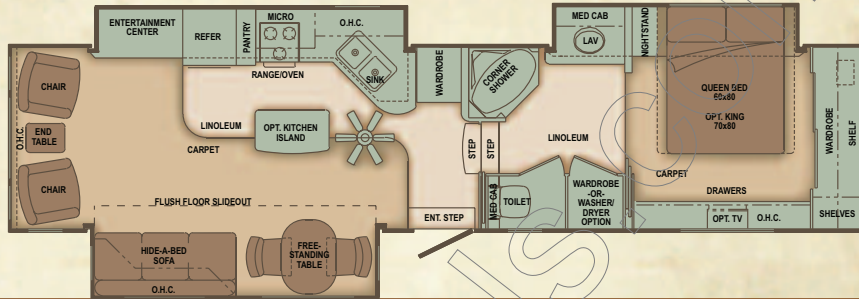 ENTERTAINMENT
CENTER
REFER
PANTRY
MICRO
O.H.C.
RANGE/OVEN
SINK
WARDROBE
CORNER
SHOWER
MED CAB
LAV
NIGHTSTAND
QUEEN BED
60x80
OPT. KING
70x80
WARDROBE
SHELF
CHAIR
END
TABLE
O.H.C.
CHAIR
LINOLEUM
CARPET
OPT. KITCHEN
ISLAND
STEP
STEP
LINOLEUM
CARPET
DRAWERS
FLUSH FLOOR SLIDEOUT
ENT. STEP
MED CAB
TOILET
WARDROBE
-OR-
WASHER/
DRYER
OPTION
OPT. TV
O.H.C.
SHELVES
HIDE-A-BED
SOFA
O.H.C.
FREE-
STANDING
TABLE